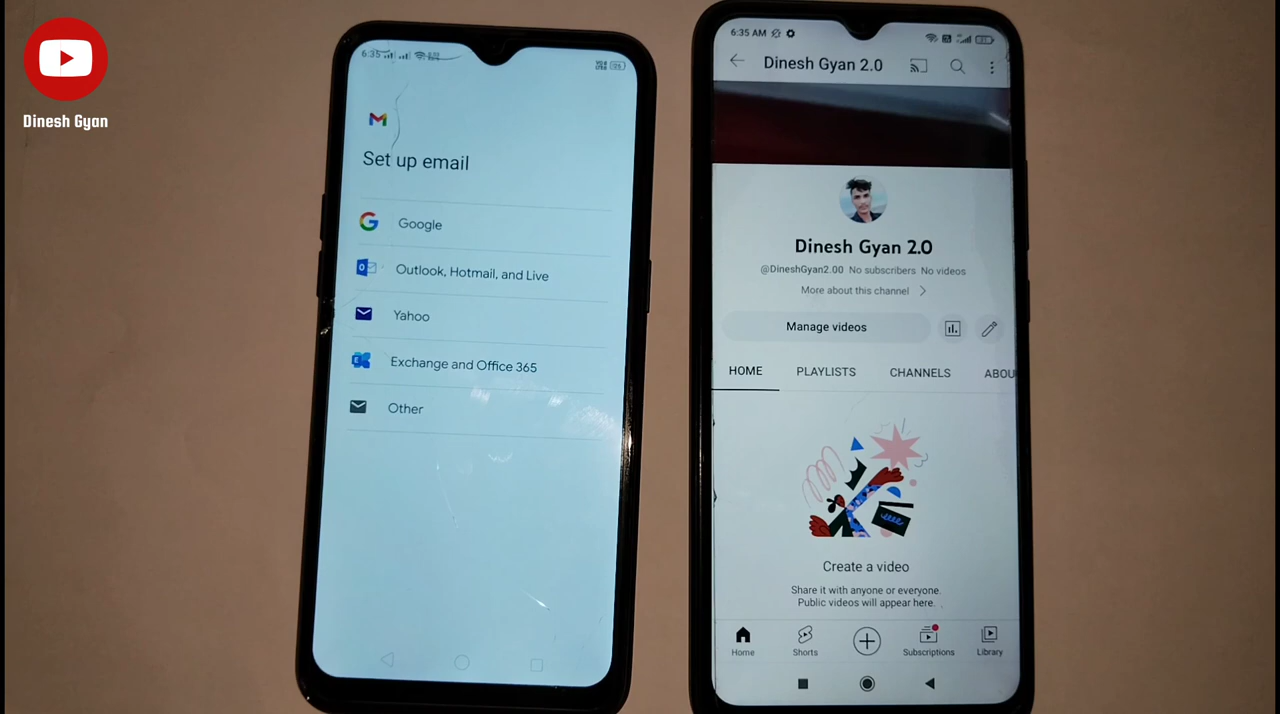 Dinesh Gyan
6:35
Set up email
Google
Outlook, Hotmail, and Live
Yahoo
Exchange and Office 365
Other
6:35 AM
Dinesh Gyan 2.0
Dinesh Gyan 2.0
@DineshGyan2.00 No subscribers No videos
More about this channel
Manage videos
HOME PLAYLISTS CHANNELS ABOU
Create a video
Share it with anyone or everyone.
Public videos will appear here.
Home Shorts Subscriptions Library